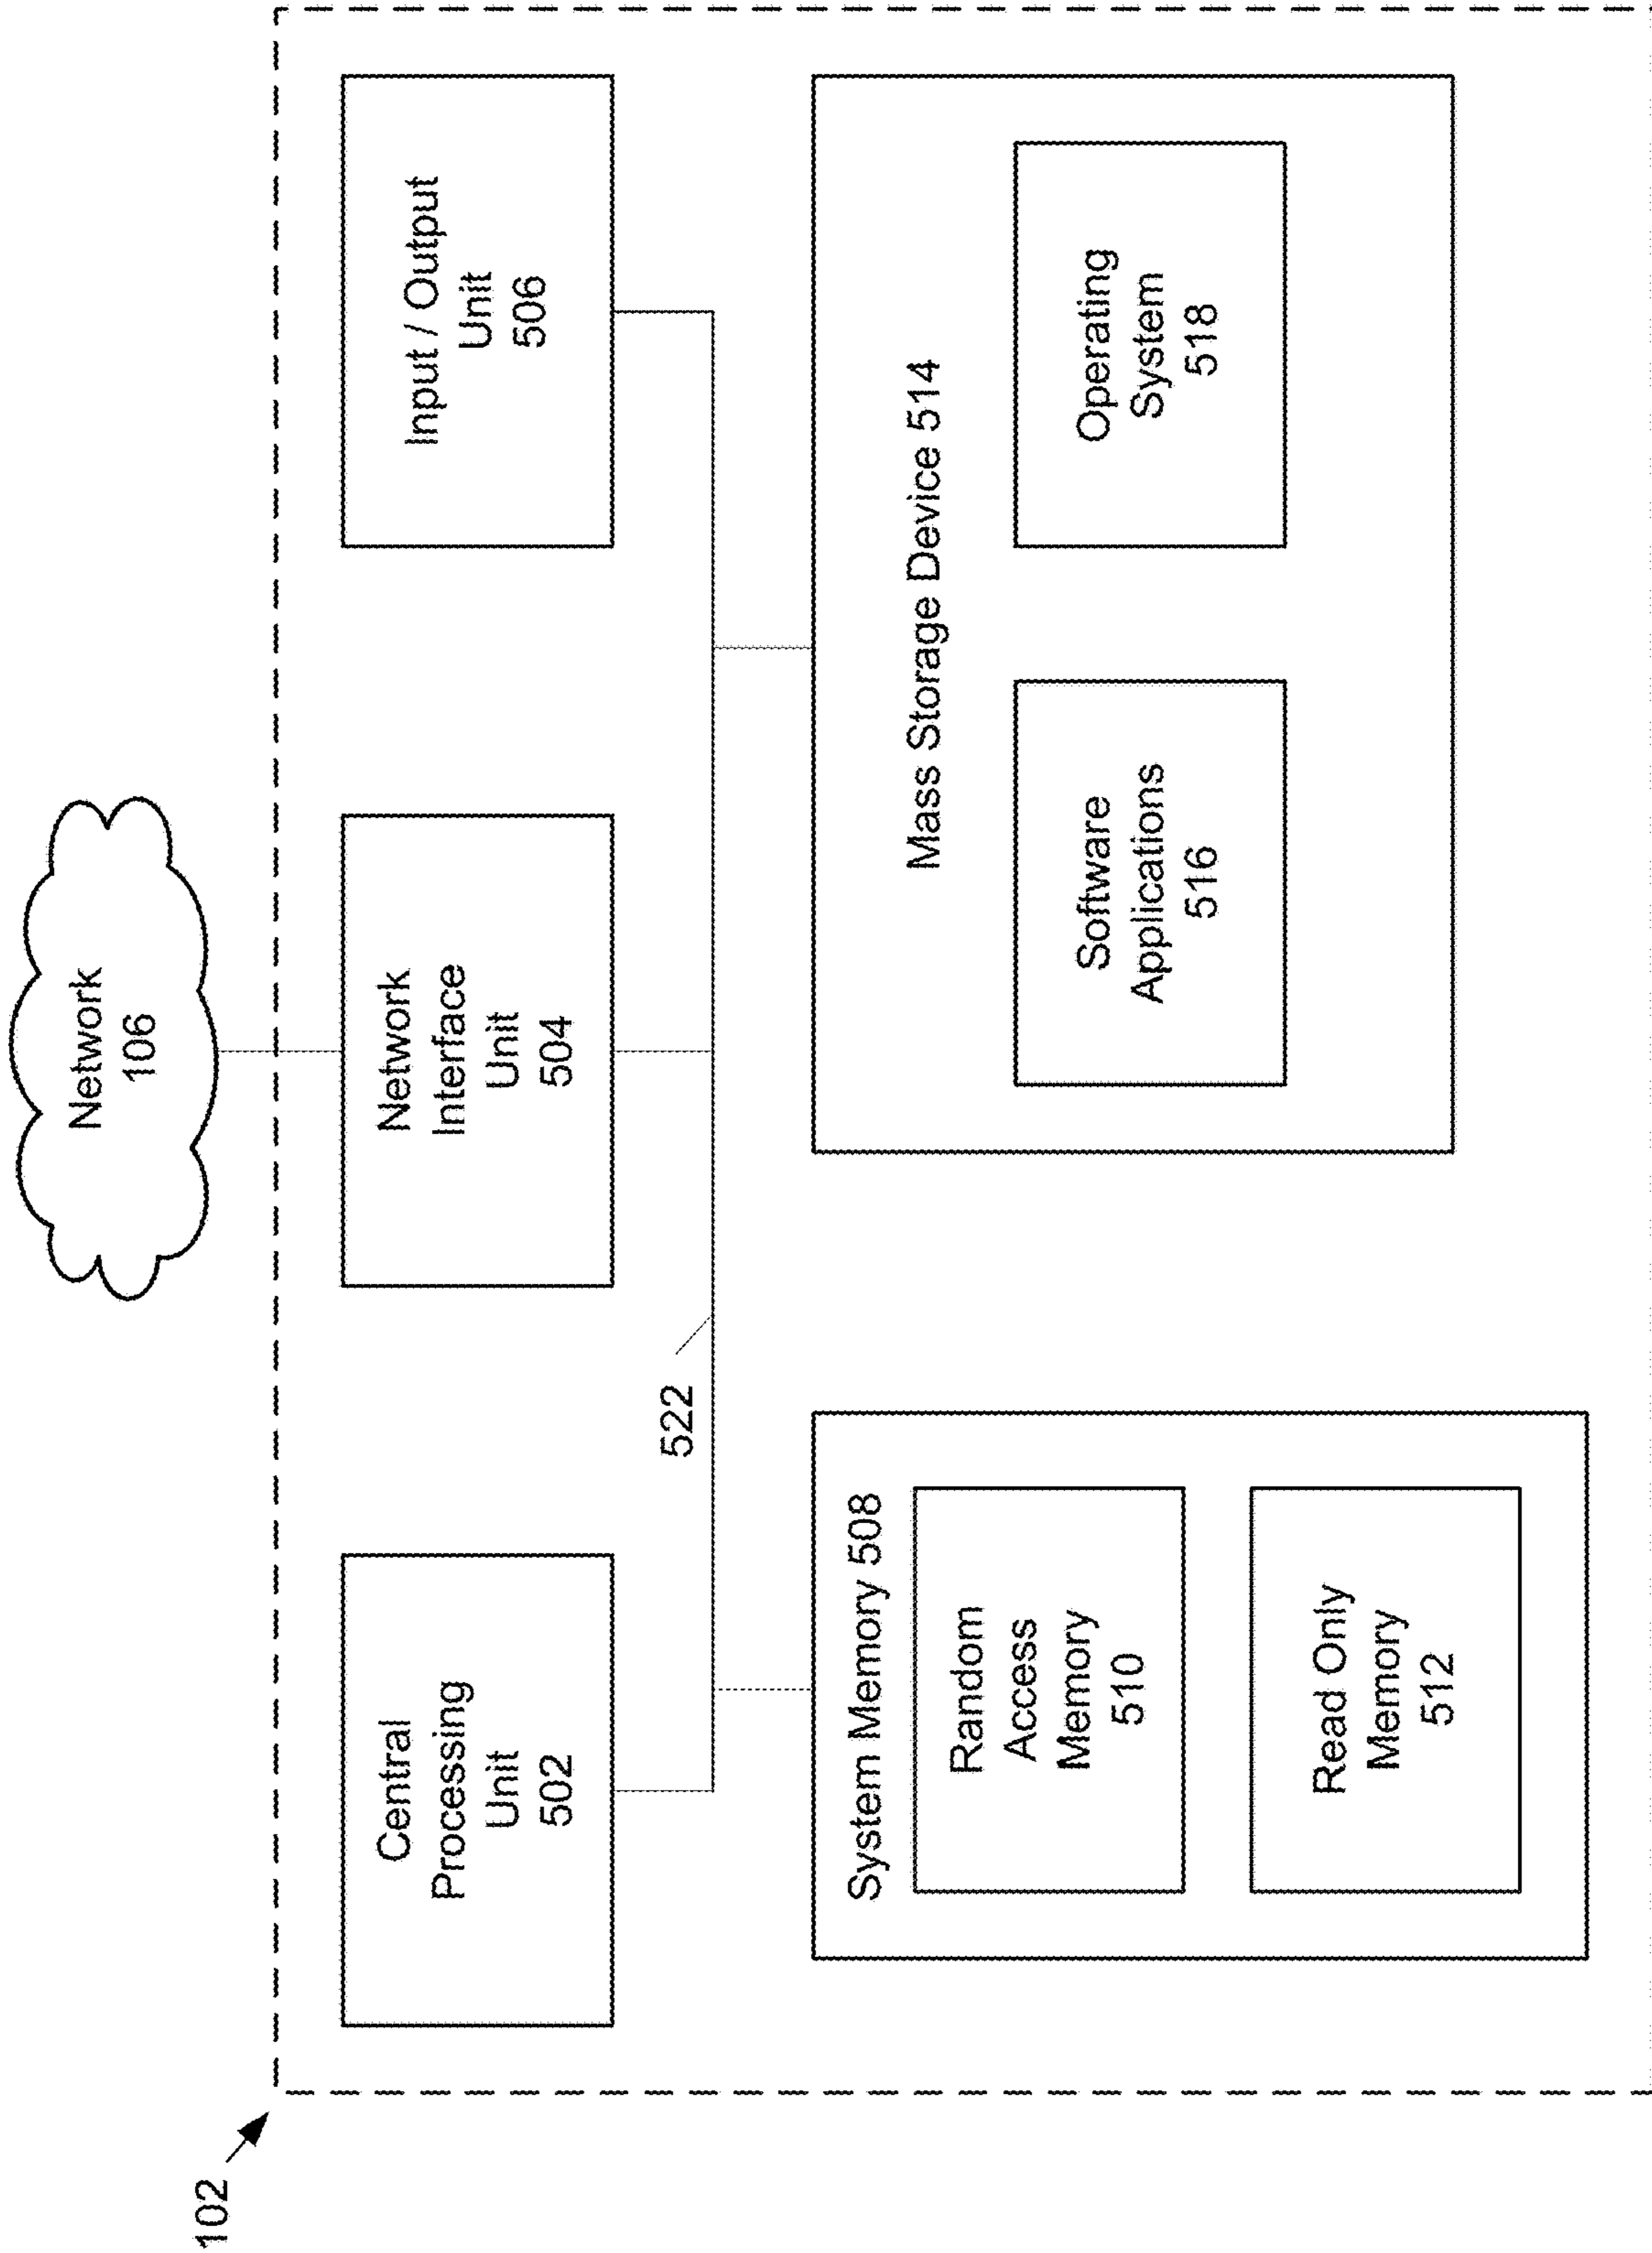 102
Network
106
Central
Processing
Unit
502
Network
Interface
Unit
504
Input / Output
Unit
506
522
System Memory 508
Random
Access
Memory
510
Read Only
Memory
512
Mass Storage Device 514
Software
Applications
516
Operating
System
518